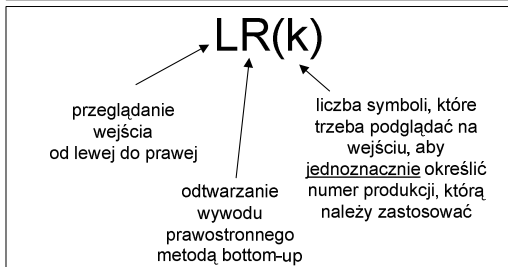 LR(k)
przeglądanie
wejścia
od lewej do prawej
odtwarzanie
wywodu
prawostronnego
metodą bottom-up
liczba symboli, które
trzeba podglądać na
wejściu, aby
jednoznacznie określić
numer produkcji, którą
należy zastosować